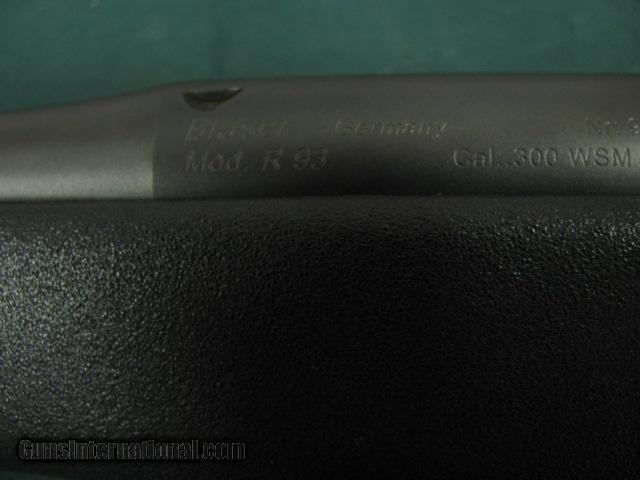 Blaser Germany Nr.
Mod. R 93 Cal..300 WSM
GunsInternational.com